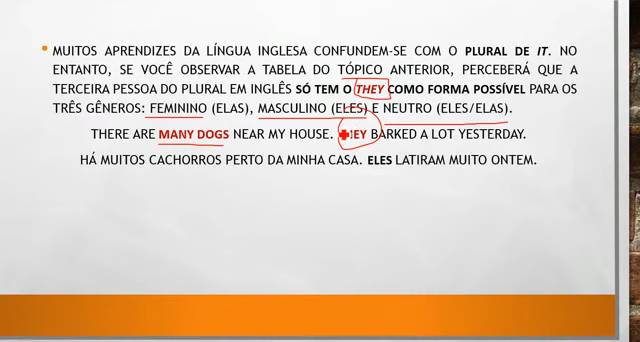 MUITOS APRENDIZES DA LÍNGUA INGLESA CONFUNDEM-SE COM O PLURAL DE IT. NO
ENTANTO, SE VOCÊ OBSERVAR A TABELA DO TÓPICO ANTERIOR, PERCEBERÁ QUE A
TERCEIRA PESSOA DO PLURAL EM INGLÊS SÓ TEM O THEY COMO FORMA POSSÍVEL PARA OS
TRÊS GÊNEROS: FEMININO (ELAS), MASCULINO (ELES) E NEUTRO (ELES/ELAS).
THERE ARE MANY DOGS NEAR MY HOUSE. THEY BARKED A LOT YESTERDAY.
HÁ MUITOS CACHORROS PERTO DA MINHA CASA. ELES LATIRAM MUITO ONTEM.